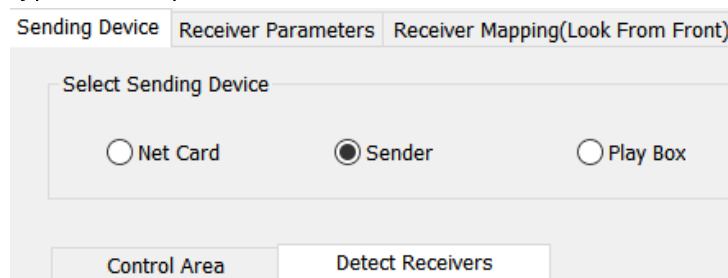 Sending Device Receiver Parameters Receiver Mapping(Look From Front)
Select Sending Device
Net Card Sender Play Box
Control Area Detect Receivers